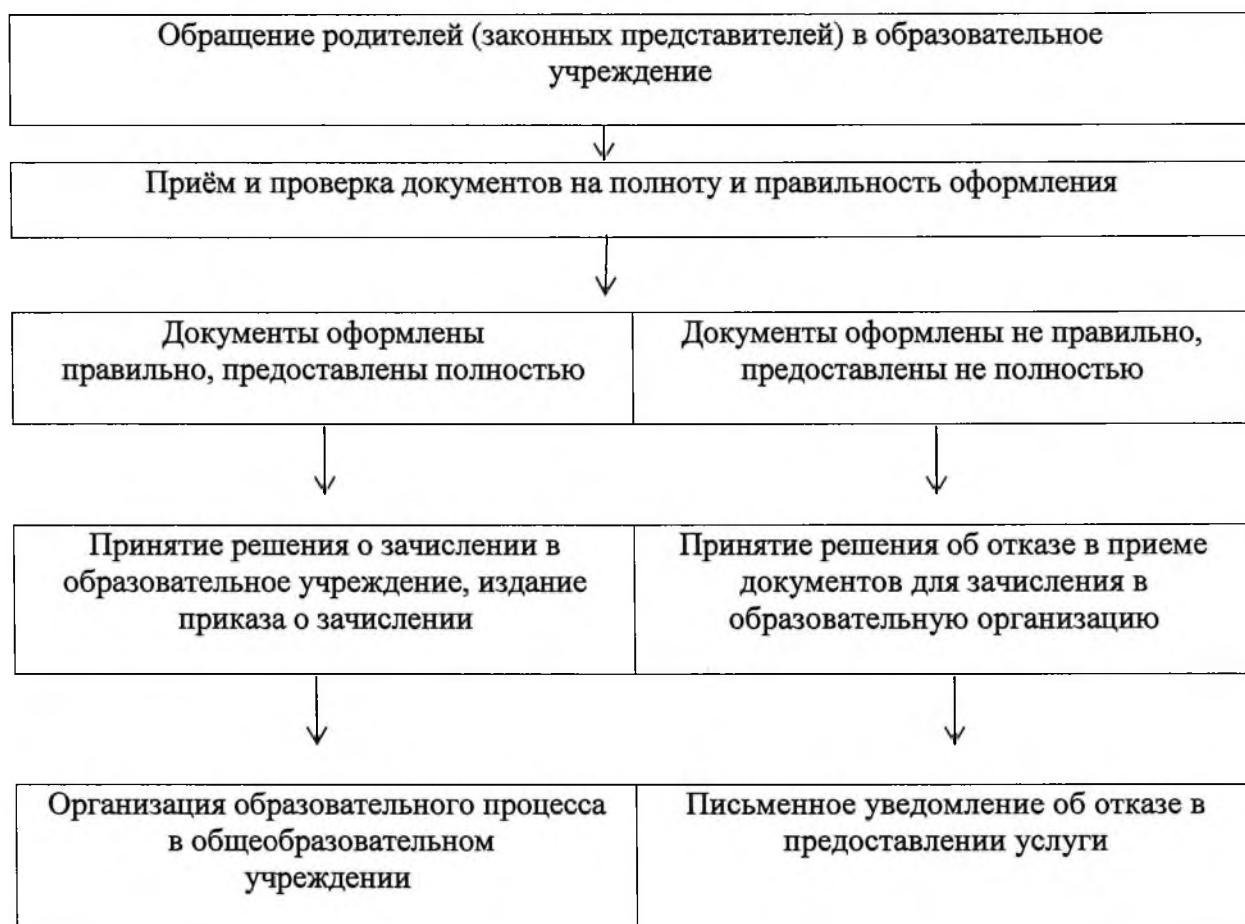 Обращение родителей (законных представителей) в образовательное
учреждение
Приём и проверка документов на полноту и правильность оформления
Документы оформлены
правильно, предоставлены полностью
Документы оформлены не правильно,
предоставлены не полностью
Принятие решения о зачислении в
образовательное учреждение, издание
приказа о зачислении
Принятие решения об отказе в приеме
документов для зачисления в
образовательную организацию
Организация образовательного процесса
в общеобразовательном
учреждении
Письменное уведомление об отказе в
предоставлении услуги